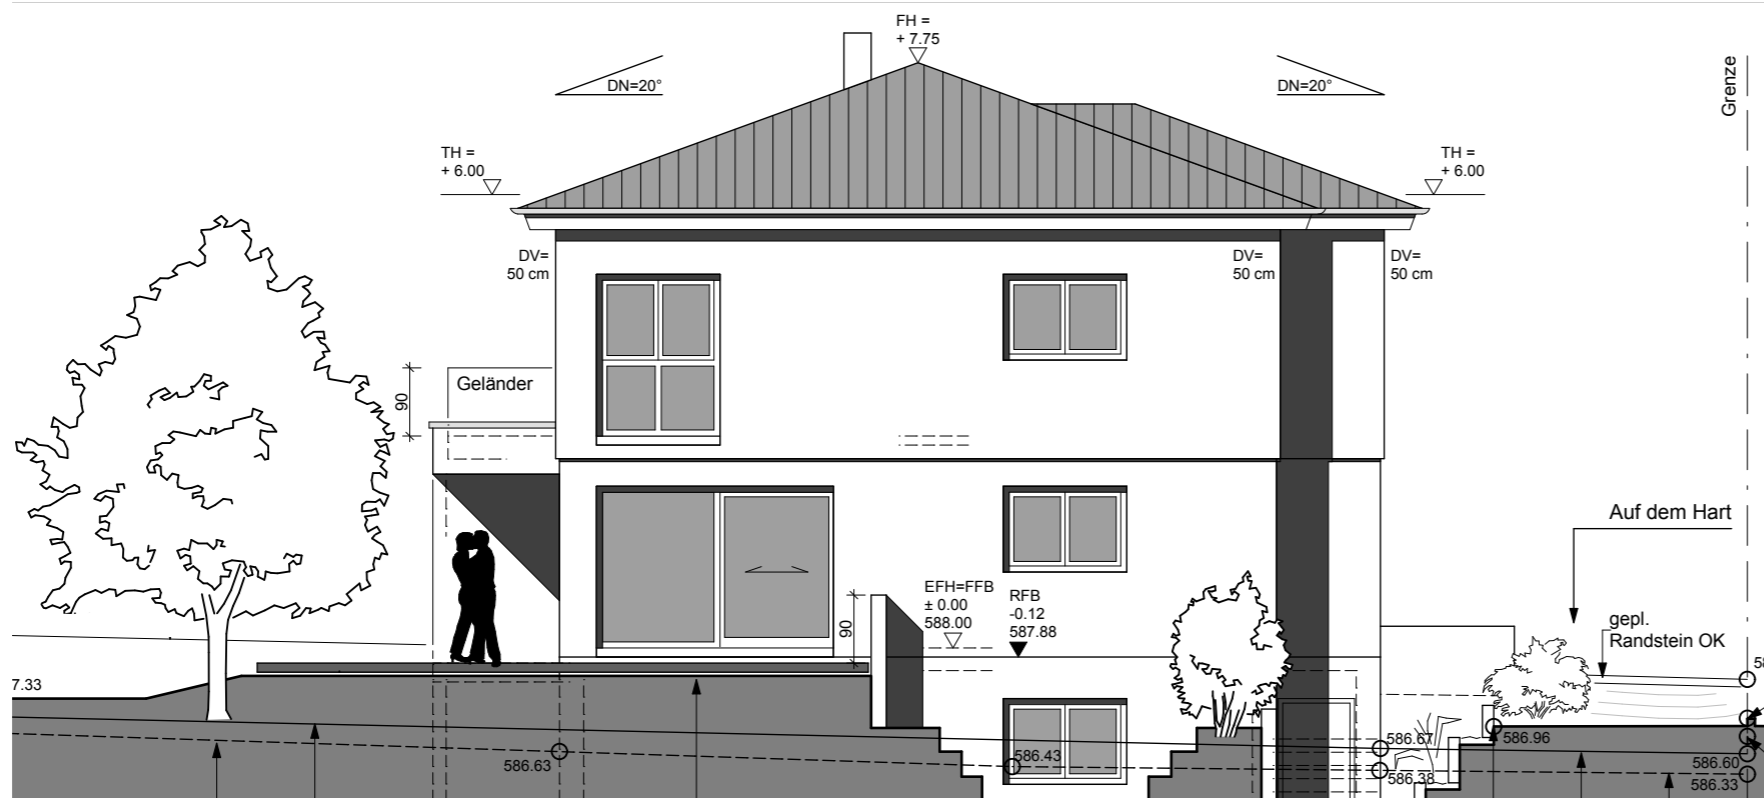 FH =
+ 7.75
DN=20°
DN=20°
Grenze
TH =
+ 6.00
TH =
+ 6.00
DV=
50 cm
DV=
50 cm
DV=
50 cm
Geländer
90
Auf dem Hart
EFH=FFB
± 0.00
588.00
RFB
-0.12
587.88
90
gepl.
Randstein OK
58
7.33
586.63
586.43
586.67
586.38
586.96
586.60
586.33